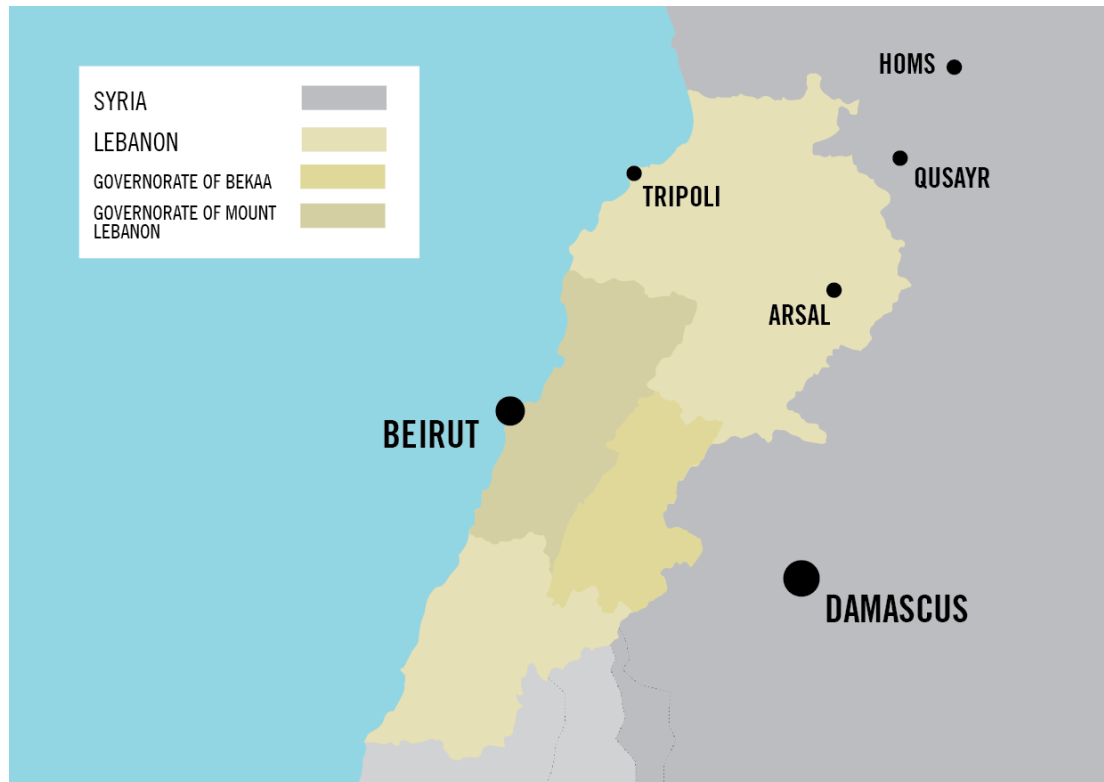 SYRIA
LEBANON
GOVERNORATE OF BEKAA
GOVERNORATE OF MOUNT
LEBANON
HOMS
QUSAYR
TRIPOLI
ARSAL
BEIRUT
DAMASCUS